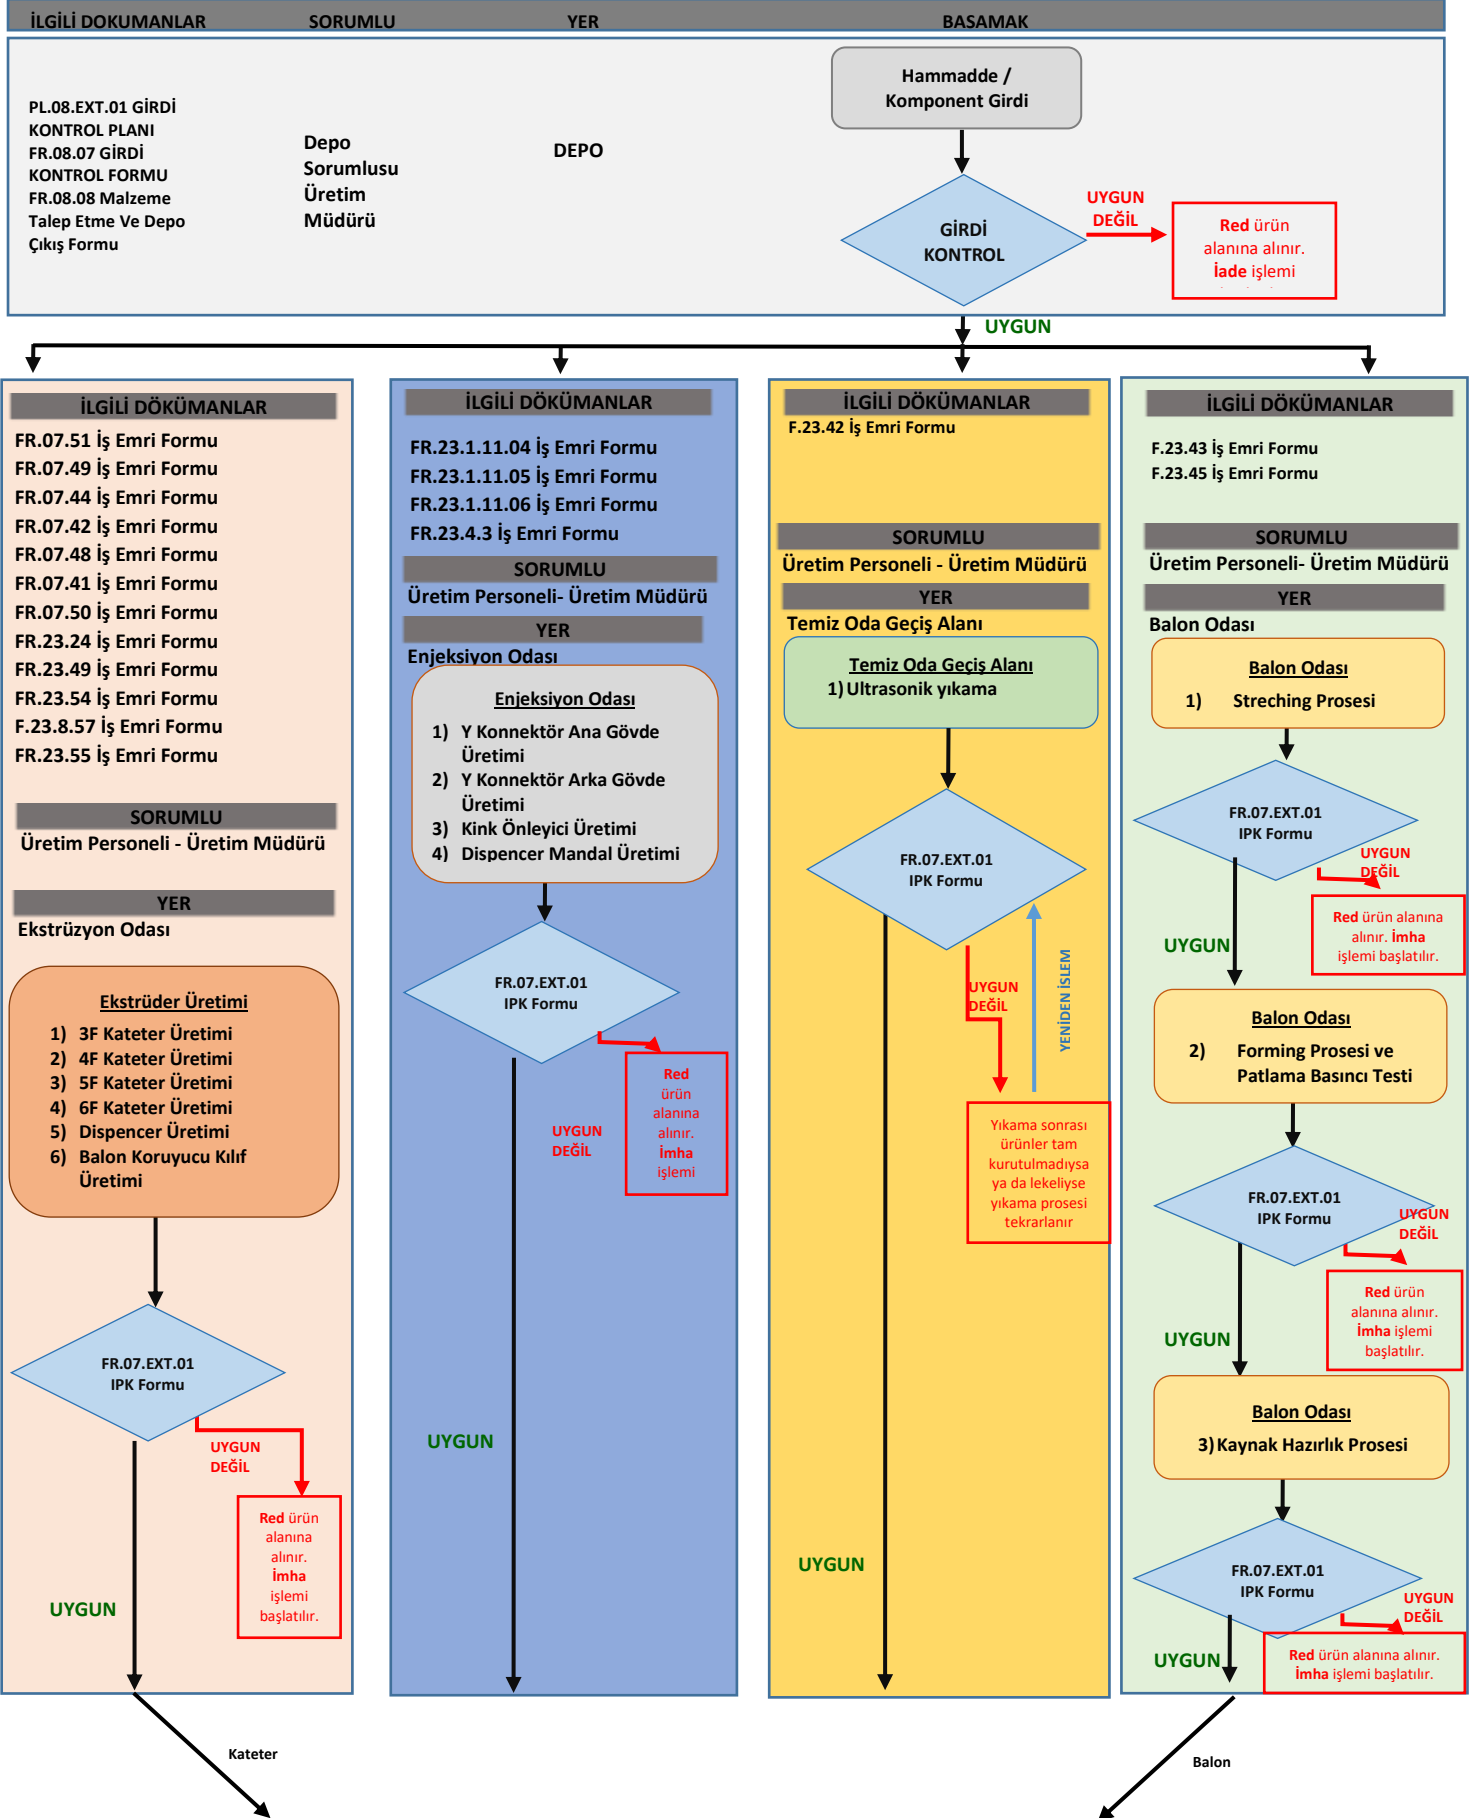 İLGİLİ DOKUMANLAR SORUMLU YER BASAMAK
PL.08.EXT.01 GİRDİ
KONTROL PLANI
FR.08.07 GİRDİ
KONTROL FORMU
FR.08.08 Malzeme
Talep Etme Ve Depo
Çıkış Formu
Depo
Sorumlusu
Üretim
Müdürü
DEPO
Hammadde /
Komponent Girdi
GİRDİ
KONTROL
UYGUN
DEĞİL
Red ürün
alanına alınır.
İade işlemi
UYGUN
İLGİLİ DÖKÜMANLAR
FR.07.51 İş Emri Formu
FR.07.49 İş Emri Formu
FR.07.44 İş Emri Formu
FR.07.42 İş Emri Formu
FR.07.48 İş Emri Formu
FR.07.41 İş Emri Formu
FR.07.50 İş Emri Formu
FR.23.24 İş Emri Formu
FR.23.49 İş Emri Formu
FR.23.54 İş Emri Formu
F.23.8.57 İş Emri Formu
FR.23.55 İş Emri Formu
SORUMLU
Üretim Personeli - Üretim Müdürü
YER
Ekstrüzyon Odası
Ekstrüder Üretimi
1) 3F Kateter Üretimi
2) 4F Kateter Üretimi
3) 5F Kateter Üretimi
4) 6F Kateter Üretimi
5) Dispencer Üretimi
6) Balon Koruyucu Kılıf
Üretimi
FR.07.EXT.01
IPK Formu
UYGUN
DEĞİL
Red ürün
alanına
alınır.
İmha
işlemi
başlatılır.
UYGUN
Kateter
İLGİLİ DÖKÜMANLAR
FR.23.1.11.04 İş Emri Formu
FR.23.1.11.05 İş Emri Formu
FR.23.1.11.06 İş Emri Formu
FR.23.4.3 İş Emri Formu
SORUMLU
Üretim Personeli- Üretim Müdürü
YER
Enjeksiyon Odası
Enjeksiyon Odası
1) Y Konnektör Ana Gövde
Üretimi
2) Y Konnektör Arka Gövde
Üretimi
3) Kink Önleyici Üretimi
4) Dispencer Mandal Üretimi
FR.07.EXT.01
IPK Formu
UYGUN
DEĞİL
Red
ürün
alanına
alınır.
İmha
işlemi
UYGUN
İLGİLİ DÖKÜMANLAR
F.23.42 İş Emri Formu
SORUMLU
Üretim Personeli - Üretim Müdürü
YER
Temiz Oda Geçiş Alanı
Temiz Oda Geçiş Alanı
1) Ultrasonik yıkama
FR.07.EXT.01
IPK Formu
UYGUN
DEĞİL
YENİDEN İŞLEM
Yıkama sonrası
ürünler tam
kurutulmadıysa
ya da lekeliyse
yıkama prosesi
tekrarlanır
UYGUN
İLGİLİ DÖKÜMANLAR
F.23.43 İş Emri Formu
F.23.45 İş Emri Formu
SORUMLU
Üretim Personeli- Üretim Müdürü
YER
Balon Odası
Balon Odası
1) Streching Prosesi
FR.07.EXT.01
IPK Formu
UYGUN
DEĞİL
Red ürün alanına
alınır. İmha
işlemi başlatılır.
UYGUN
Balon Odası
2) Forming Prosesi ve
Patlama Basıncı Testi
FR.07.EXT.01
IPK Formu
UYGUN
DEĞİL
Red ürün
alanına alınır.
İmha işlemi
başlatılır.
UYGUN
Balon Odası
3) Kaynak Hazırlık Prosesi
FR.07.EXT.01
IPK Formu
UYGUN
DEĞİL
Red ürün alanına alınır.
İmha işlemi başlatılır.
UYGUN
Balon